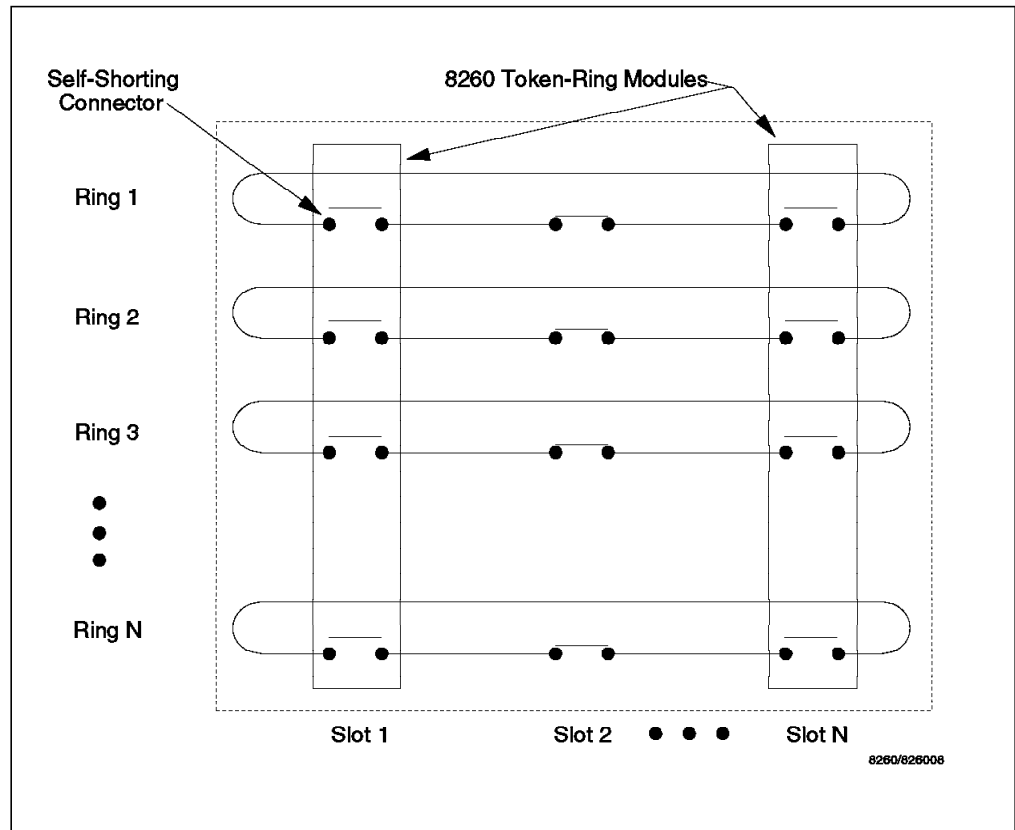 Self-Shorting
Connector
8260 Token-Ring Modules
Ring 1
Ring 2
Ring 3
Ring N
Slot 1
Slot 2
Slot N
8260/826008